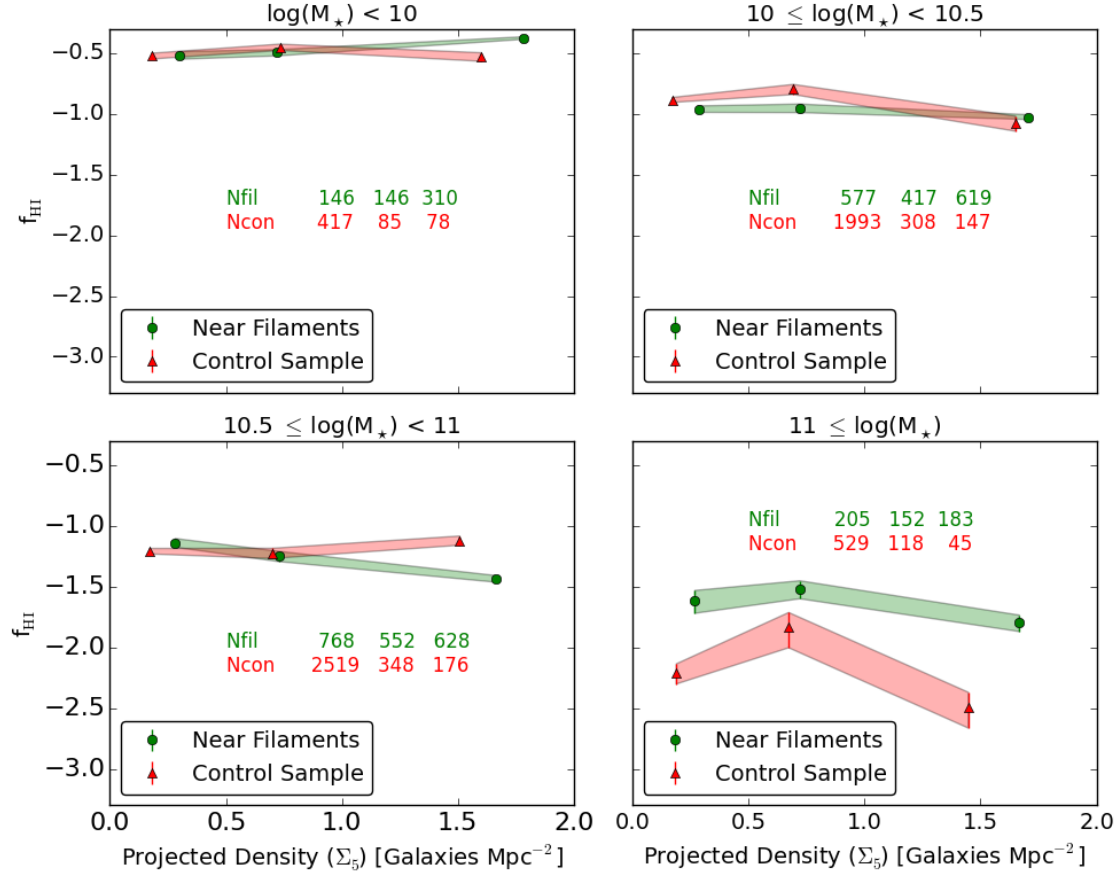 log(M⋆) < 10
10 ≤ log(M⋆) < 10.5
f_HI
−0.5
−1.0
−1.5
−2.0
−2.5
−3.0
Nfil 146 146 310
Ncon 417 85 78
Near Filaments
Control Sample
Nfil 577 417 619
Ncon 1993 308 147
Near Filaments
Control Sample
10.5 ≤ log(M⋆) < 11
11 ≤ log(M⋆)
f_HI
−0.5
−1.0
−1.5
−2.0
−2.5
−3.0
Nfil 768 552 628
Ncon 2519 348 176
Near Filaments
Control Sample
Nfil 205 152 183
Ncon 529 118 45
Near Filaments
Control Sample
0.0 0.5 1.0 1.5 2.0
0.0 0.5 1.0 1.5 2.0
Projected Density (Σ₅) [Galaxies Mpc⁻²]
Projected Density (Σ₅) [Galaxies Mpc⁻²]